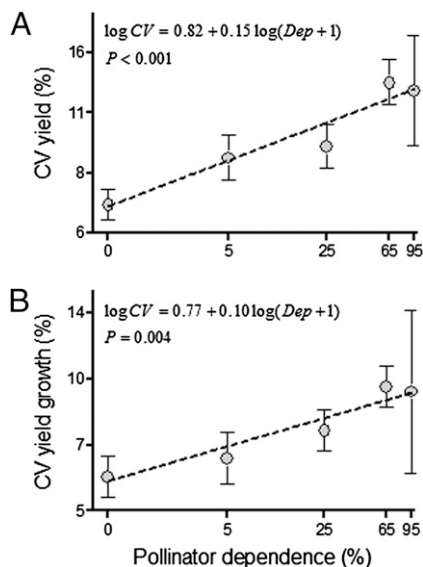 A
log CV = 0.82 + 0.15 log(Dep + 1)
P < 0.001
CV yield (%)
16
11
8
6
0 5 25 65 95
B
log CV = 0.77 + 0.10 log(Dep + 1)
P = 0.004
CV yield growth (%)
14
10
7
5
0 5 25 65 95
Pollinator dependence (%)